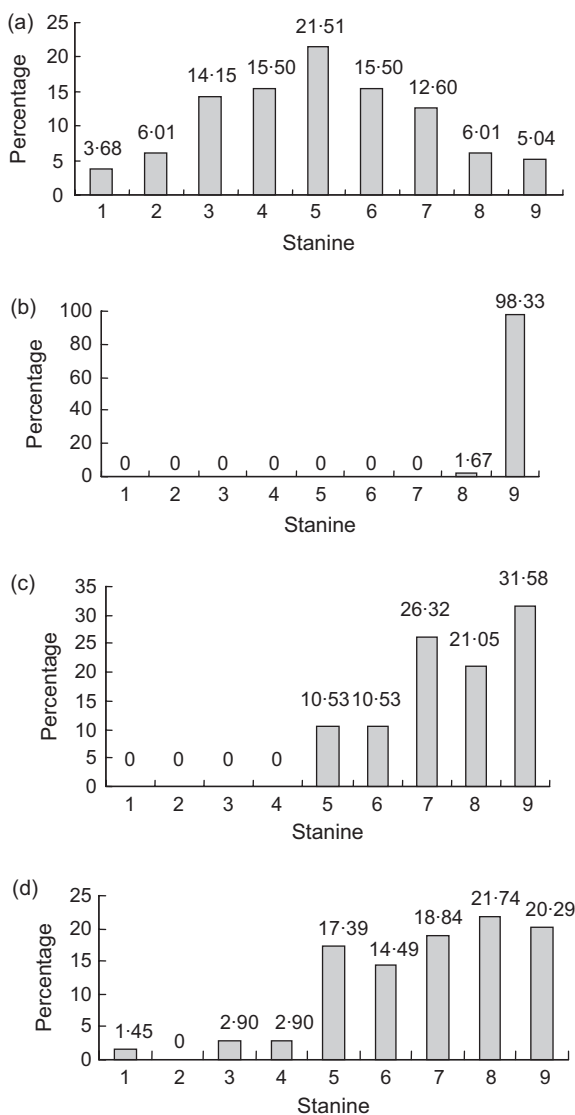 (a)
Percentage
25
20
15
10
5
0
3·68
6·01
14·15
15·50
21·51
15·50
12·60
6·01
5·04
1 2 3 4 5 6 7 8 9
Stanine
(b)
Percentage
100
80
60
40
20
0
0 0 0 0 0 0 0 1·67 98·33
1 2 3 4 5 6 7 8 9
Stanine
(c)
Percentage
35
30
25
20
15
10
5
0
0 0 0 0 10·53 10·53 26·32 21·05 31·58
1 2 3 4 5 6 7 8 9
Stanine
(d)
Percentage
25
20
15
10
5
0
1·45 0 2·90 2·90 17·39 14·49 18·84 21·74 20·29
1 2 3 4 5 6 7 8 9
Stanine